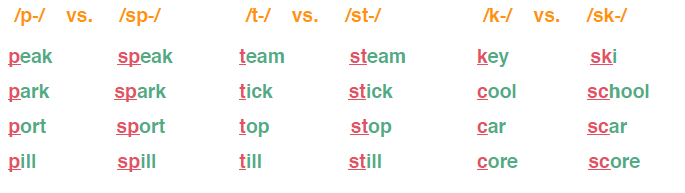 /p-/ vs. /sp-/ /t-/ vs. /st-/ /k-/ vs. /sk-/
peak speak team steam key ski
park spark tick stick cool school
port sport top stop car scar
pill spill till still core score